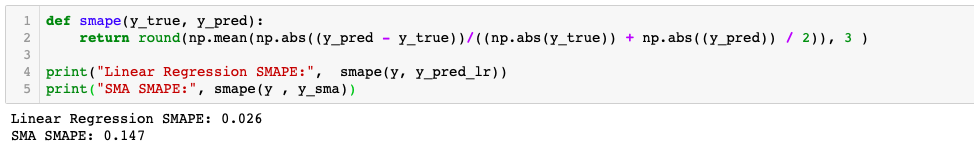 1 def smape(y_true, y_pred):
2     return round(np.mean(np.abs((y_pred - y_true))/((np.abs(y_true)) + np.abs((y_pred)) / 2)), 3 )
3
4 print("Linear Regression SMAPE:",  smape(y, y_pred_lr))
5 print("SMA SMAPE:", smape(y , y_sma))
Linear Regression SMAPE: 0.026
SMA SMAPE: 0.147